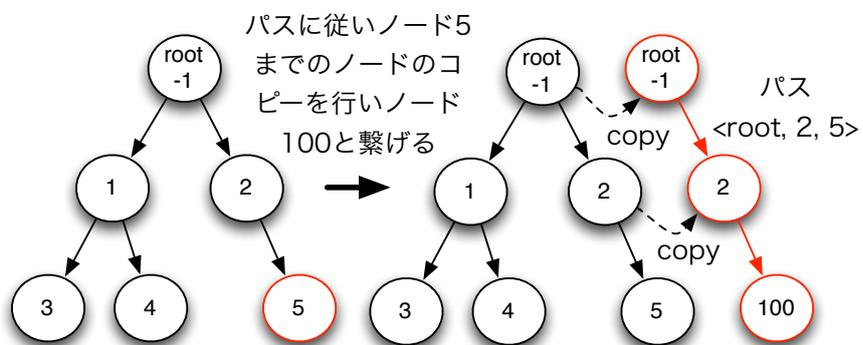 パスに従いノード5
までのノードのコ
ピーを行いノード
100と繋げる
root
-1
1
2
3
4
5
root
-1
root
-1
copy
パス
<root, 2, 5>
1
2
2
copy
3
4
5
100